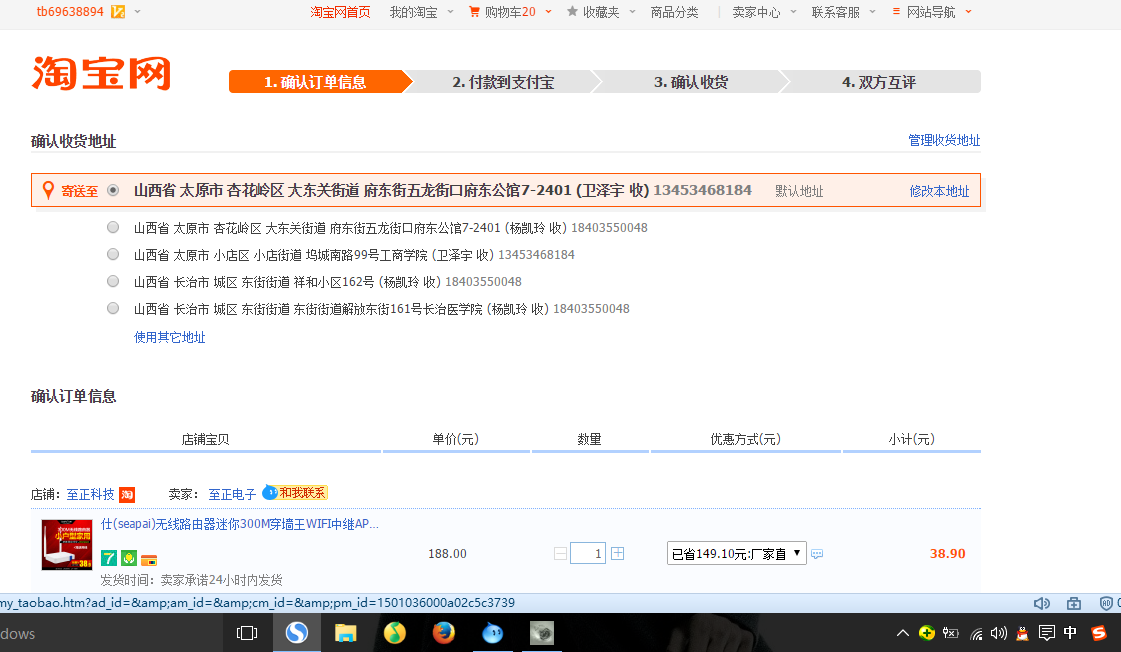 tb69638894 淘宝网首页 我的淘宝 购物车20 收藏夹 商品分类 卖家中心 联系客服 网站导航
淘宝网 1. 确认订单信息 2. 付款到支付宝 3. 确认收货 4. 双方互评
确认收货地址 管理收货地址
寄送至 山西省 太原市 杏花岭区 大东关街道 府东街五龙街口府东公馆7-2401 (卫泽宇 收) 13453468184 默认地址 修改本地址
山西省 太原市 杏花岭区 大东关街道 府东街五龙街口府东公馆7-2401 (杨凯玲 收) 18403550048
山西省 太原市 小店区 小店街道 坞城南路99号工商学院 (卫泽宇 收) 13453468184
山西省 长治市 城区 东街街道 祥和小区162号 (杨凯玲 收) 18403550048
山西省 长治市 城区 东街街道 东街街道解放东街161号长治医学院 (杨凯玲 收) 18403550048
使用其它地址
确认订单信息
店铺宝贝 单价(元) 数量 优惠方式(元) 小计(元)
店铺: 至正科技 淘 卖家: 至正电子 和我联系
仕(seapai)无线路由器迷你300M穿墙王WIFI中继AP...
188.00 1 已省149.10元:厂家直 38.90
7
发货时间: 卖家承诺24小时内发货
my_taobao.htm?ad_id=&amp;am_id=&amp;cm_id=&amp;pm_id=1501036000a02c5c3739
dows 中